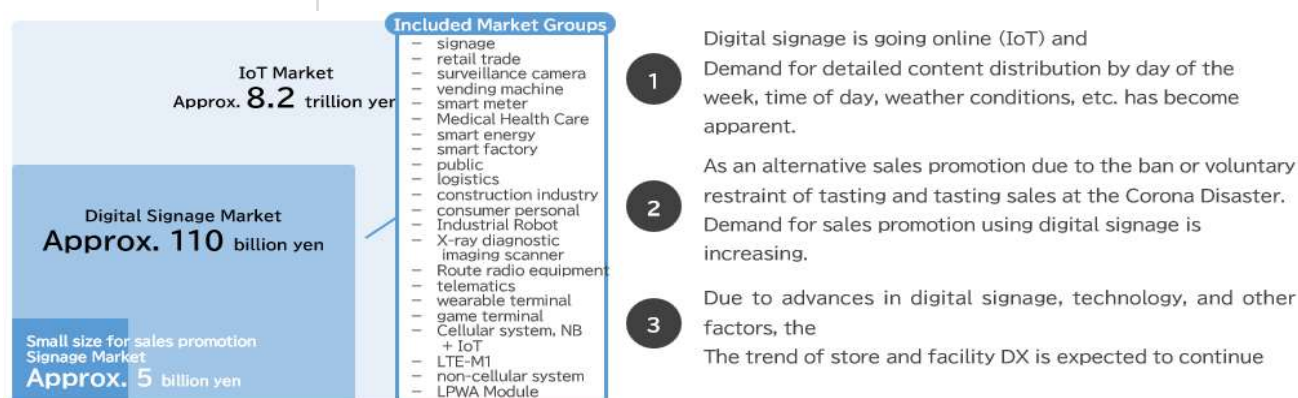 IoT Market
Approx. 8.2 trillion yen
Digital Signage Market
Approx. 110 billion yen
Small size for sales promotion
Signage Market
Approx. 5 billion yen
Included Market Groups
– signage
– retail trade
– surveillance camera
– vending machine
– smart meter
– Medical Health Care
– smart energy
– smart factory
– public
– logistics
– construction industry
– consumer personal
– Industrial Robot
– X-ray diagnostic
imaging scanner
– Route radio equipment
– telematics
– wearable terminal
– game terminal
– Cellular system, NB
+ IoT
– LTE-M1
– non-cellular system
– LPWA Module
1
Digital signage is going online (IoT) and
Demand for detailed content distribution by day of the
week, time of day, weather conditions, etc. has become
apparent.
2
As an alternative sales promotion due to the ban or voluntary
restraint of tasting and tasting sales at the Corona Disaster.
Demand for sales promotion using digital signage is
increasing.
3
Due to advances in digital signage, technology, and other
factors, the
The trend of store and facility DX is expected to continue